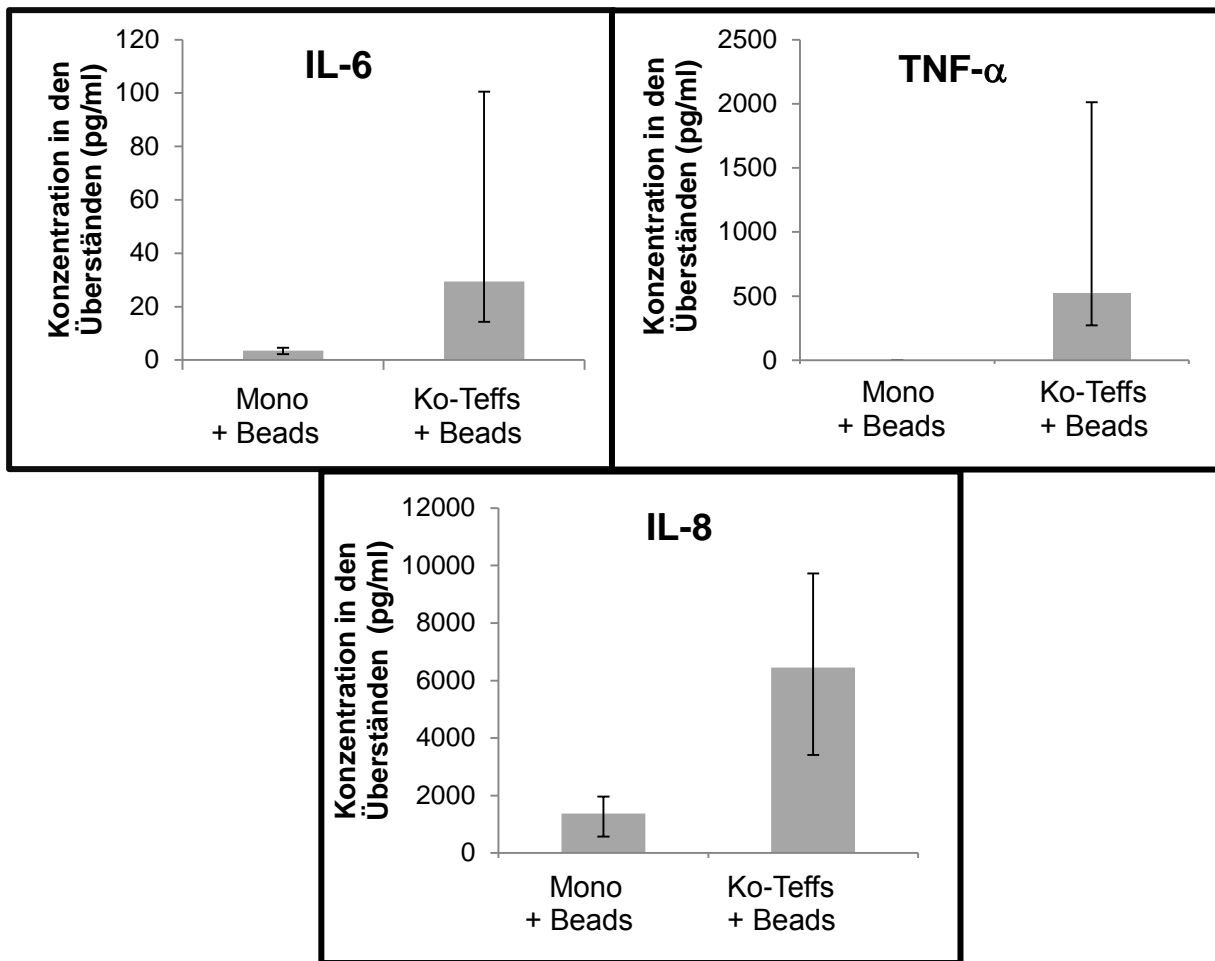 IL-6
Konzentration in den
Überständen (pg/ml)
120
100
80
60
40
20
0
Mono
+ Beads
Ko-Teffs
+ Beads
TNF-α
Konzentration in den
Überständen (pg/ml)
2500
2000
1500
1000
500
0
Mono
+ Beads
Ko-Teffs
+ Beads
IL-8
Konzentration in den
Überständen (pg/ml)
12000
10000
8000
6000
4000
2000
0
Mono
+ Beads
Ko-Teffs
+ Beads